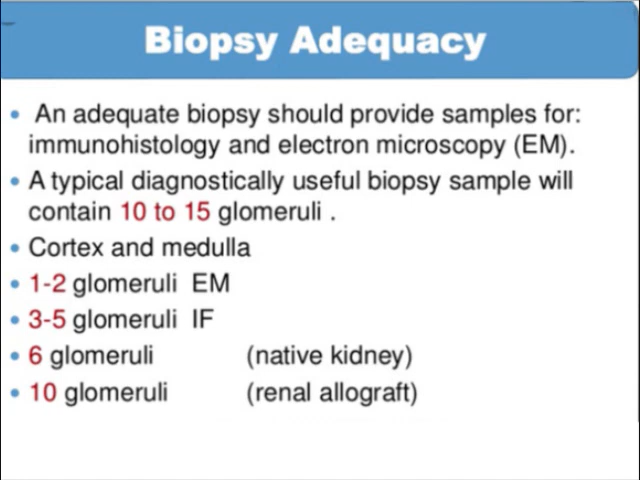 Biopsy Adequacy
• An adequate biopsy should provide samples for:
immunohistology and electron microscopy (EM).
• A typical diagnostically useful biopsy sample will
contain 10 to 15 glomeruli .
• Cortex and medulla
• 1-2 glomeruli EM
• 3-5 glomeruli IF
• 6 glomeruli (native kidney)
• 10 glomeruli (renal allograft)